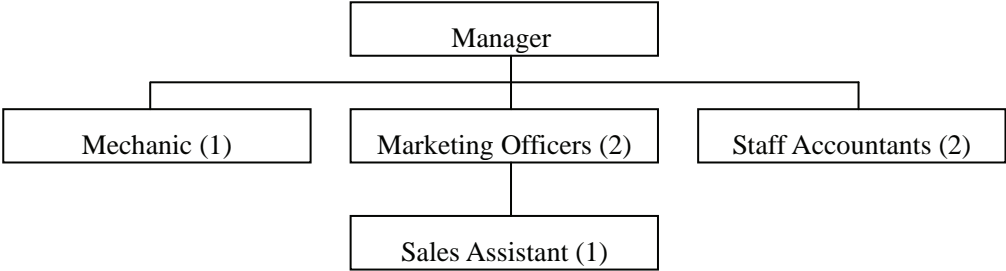 Manager
Mechanic (1)
Marketing Officers (2)
Staff Accountants (2)
Sales Assistant (1)